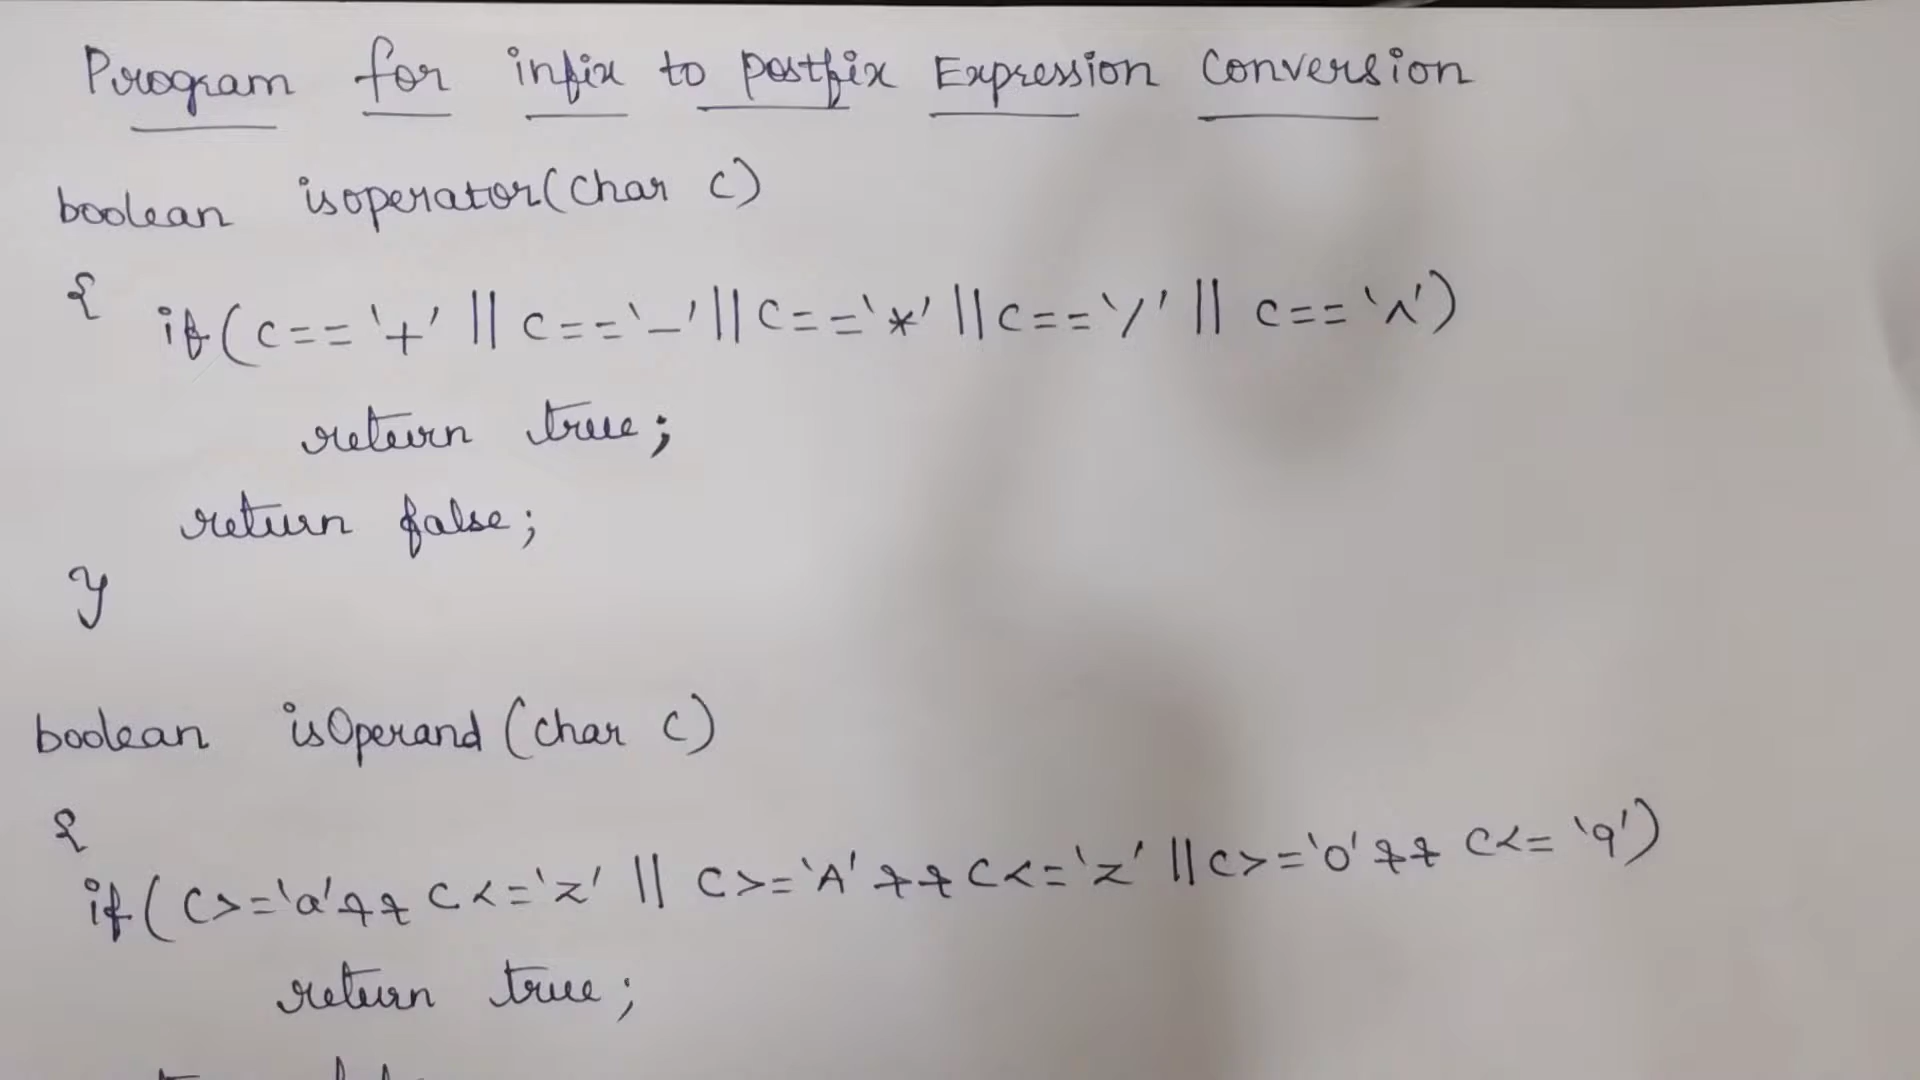 Program for infix to postfix Expression Conversion
boolean isoperator(char c)
{ if(c=='+' || c=='-' || c=='*' || c=='/' || c=='^')
return true;
return false;
}
boolean isOperand (char c)
{
if(c>='a' && c<='z' || c>='A' && c<='z' || c>='0' && c<='9')
return true;